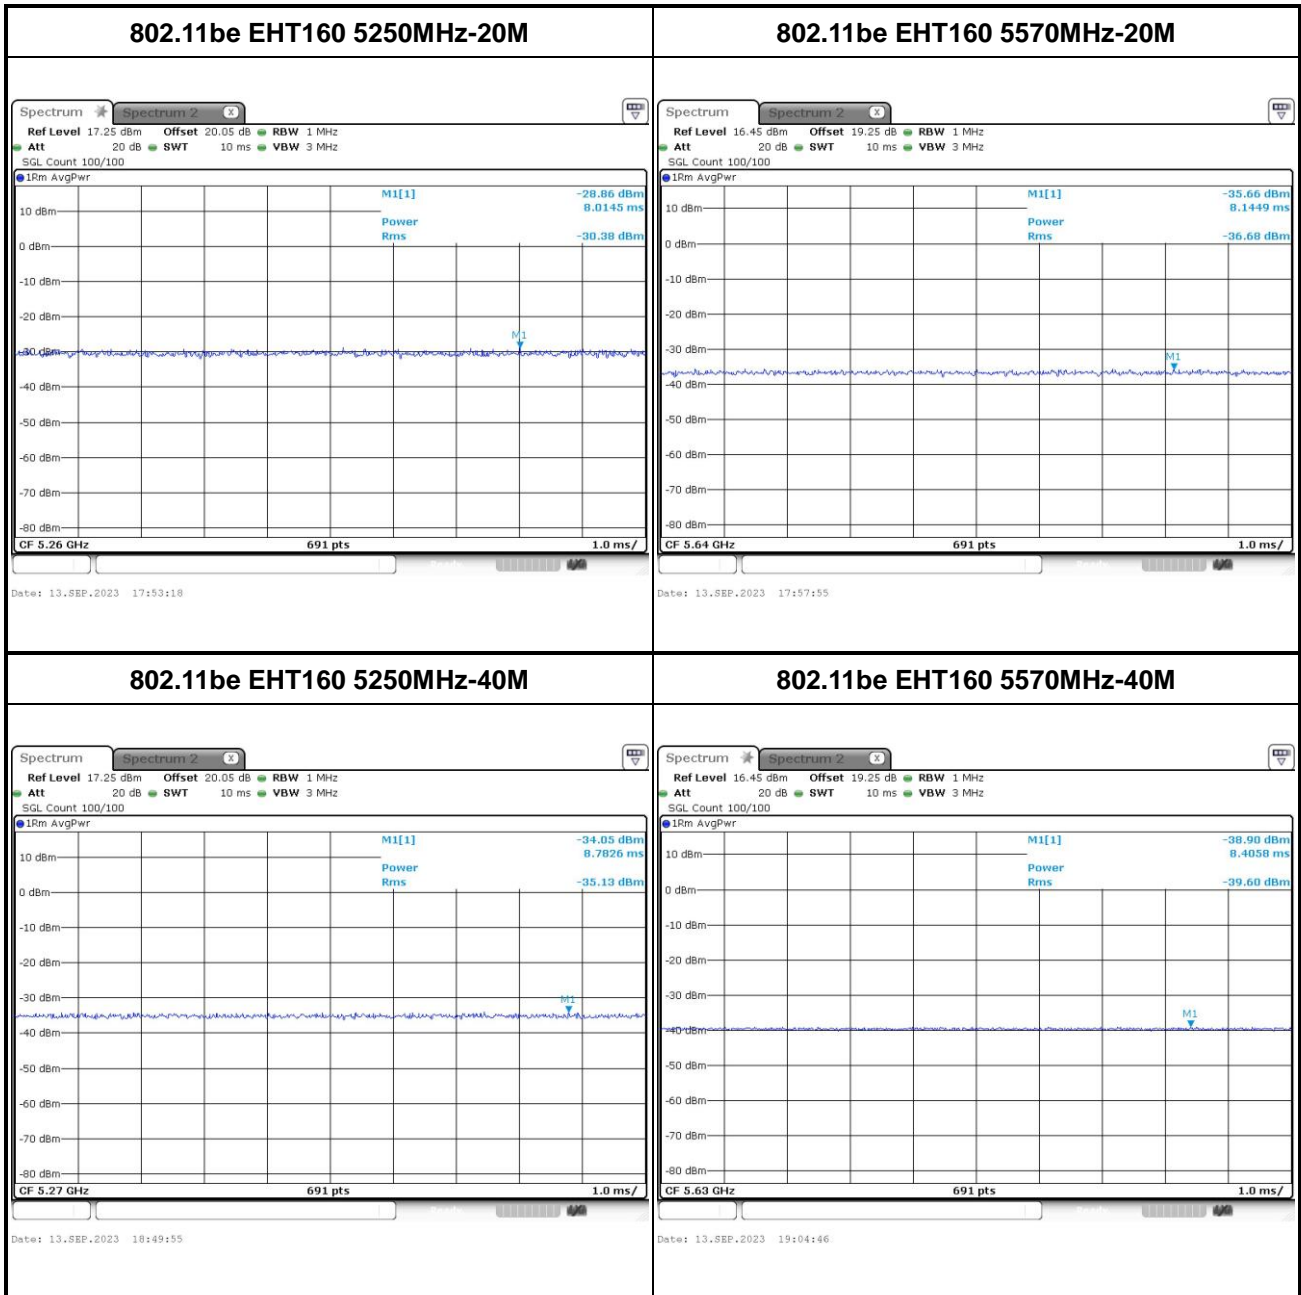 802.11be EHT160 5250MHz-20M
Spectrum Spectrum 2 X
Ref Level 17.25 dBm Offset 20.05 dB RBW 1 MHz
Att 20 dB SWT 10 ms VBW 3 MHz
SGL Count 100/100
1Rm AvgPwr
M1[1] -28.86 dBm
8.0145 ms
10 dBm
Power
Rms -30.38 dBm
0 dBm
-10 dBm
-20 dBm
M1
-30 dBm
-40 dBm
-50 dBm
-60 dBm
-70 dBm
-80 dBm
CF 5.26 GHz 691 pts 1.0 ms/
Date: 13.SEP.2023 17:53:18
802.11be EHT160 5570MHz-20M
Spectrum Spectrum 2 X
Ref Level 16.45 dBm Offset 19.25 dB RBW 1 MHz
Att 20 dB SWT 10 ms VBW 3 MHz
SGL Count 100/100
1Rm AvgPwr
M1[1] -35.66 dBm
8.1449 ms
10 dBm
Power
Rms -36.68 dBm
0 dBm
-10 dBm
-20 dBm
-30 dBm
M1
-40 dBm
-50 dBm
-60 dBm
-70 dBm
-80 dBm
CF 5.64 GHz 691 pts 1.0 ms/
Date: 13.SEP.2023 17:57:55
802.11be EHT160 5250MHz-40M
Spectrum Spectrum 2 X
Ref Level 17.25 dBm Offset 20.05 dB RBW 1 MHz
Att 20 dB SWT 10 ms VBW 3 MHz
SGL Count 100/100
1Rm AvgPwr
M1[1] -34.05 dBm
8.7826 ms
10 dBm
Power
Rms -35.13 dBm
0 dBm
-10 dBm
-20 dBm
-30 dBm
M1
-40 dBm
-50 dBm
-60 dBm
-70 dBm
-80 dBm
CF 5.27 GHz 691 pts 1.0 ms/
Date: 13.SEP.2023 18:49:55
802.11be EHT160 5570MHz-40M
Spectrum Spectrum 2 X
Ref Level 16.45 dBm Offset 19.25 dB RBW 1 MHz
Att 20 dB SWT 10 ms VBW 3 MHz
SGL Count 100/100
1Rm AvgPwr
M1[1] -38.90 dBm
8.4058 ms
10 dBm
Power
Rms -39.60 dBm
0 dBm
-10 dBm
-20 dBm
-30 dBm
M1
-40 dBm
-50 dBm
-60 dBm
-70 dBm
-80 dBm
CF 5.63 GHz 691 pts 1.0 ms/
Date: 13.SEP.2023 19:04:46